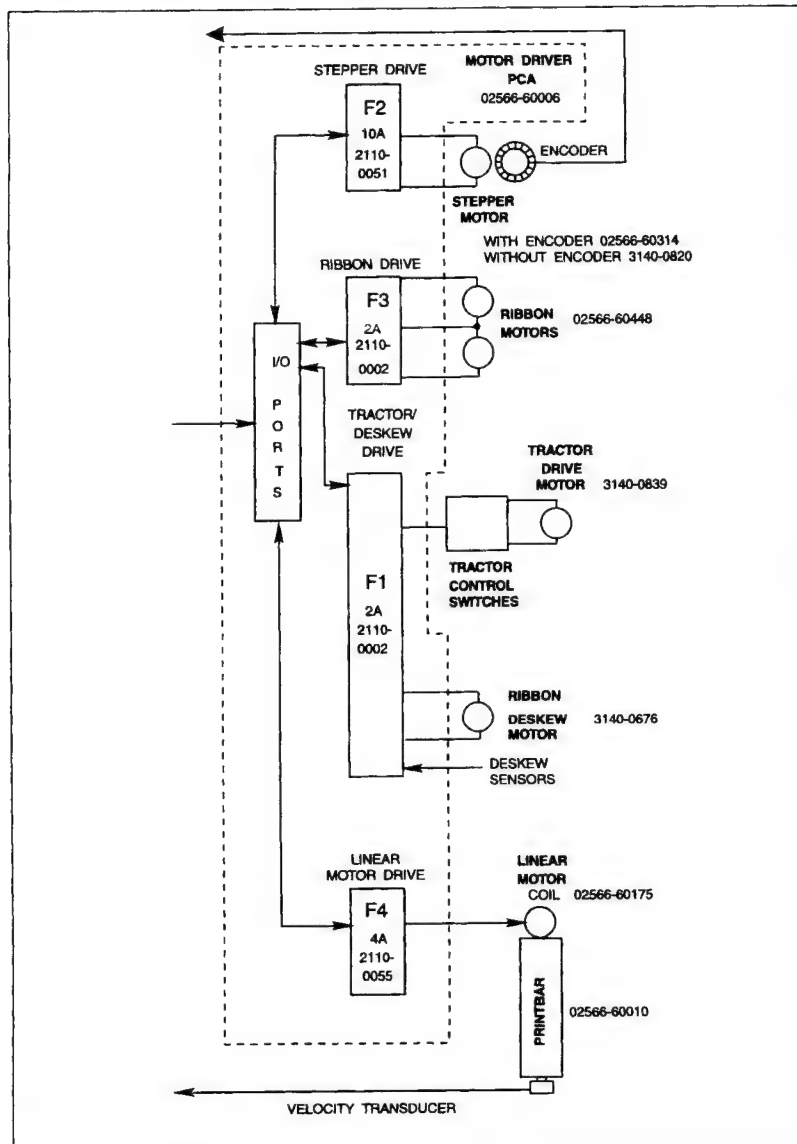 STEPPER DRIVE
MOTOR DRIVER
PCA
02566-60006
F2
10A
2110-
0051
ENCODER
STEPPER
MOTOR
WITH ENCODER 02566-60314
WITHOUT ENCODER 3140-0820
RIBBON DRIVE
F3
2A
2110-
0002
RIBBON
MOTORS 02566-60448
I/O
P
O
R
T
S
TRACTOR/
DESKEW
DRIVE
F1
2A
2110-
0002
TRACTOR
DRIVE
MOTOR 3140-0839
TRACTOR
CONTROL
SWITCHES
RIBBON
DESKEW
MOTOR 3140-0676
DESKEW
SENSORS
LINEAR
MOTOR DRIVE
F4
4A
2110-
0055
LINEAR
MOTOR
COIL 02566-60175
PRINTBAR
02566-60010
VELOCITY TRANSDUCER